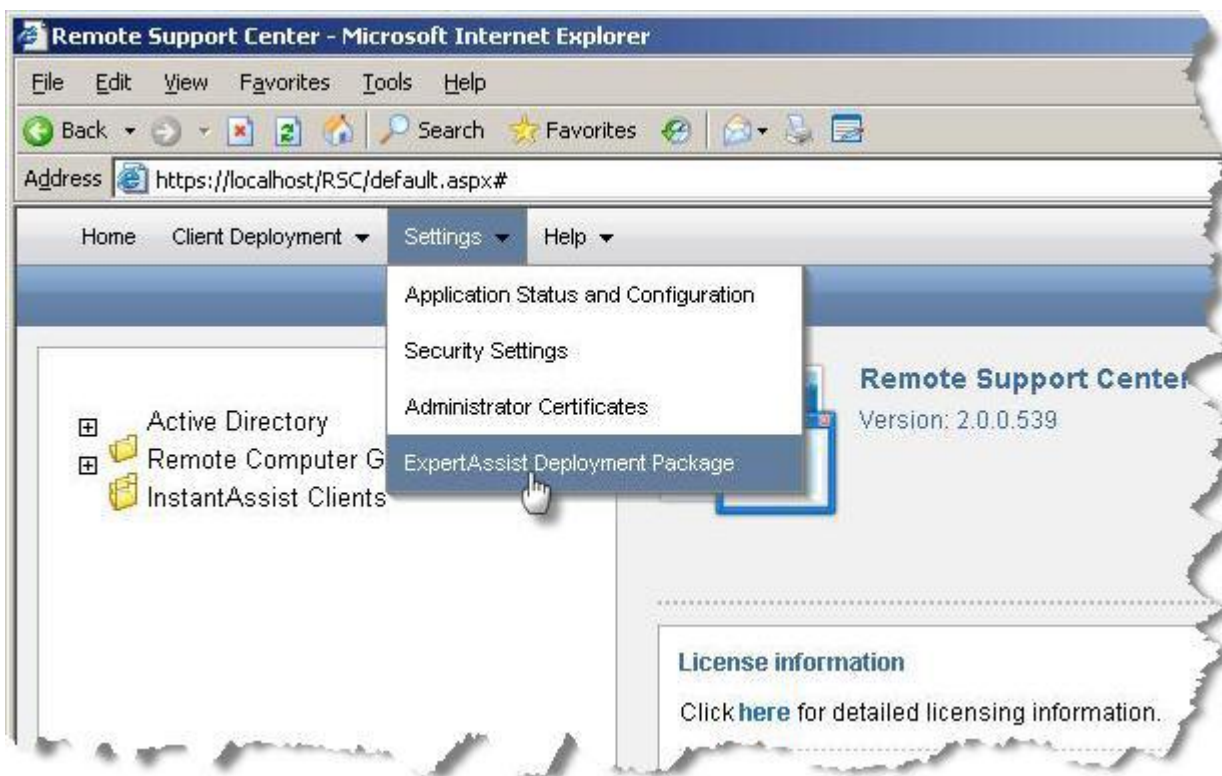 Remote Support Center - Microsoft Internet Explorer
File Edit View Favorites Tools Help
Back Search Favorites
Address https://localhost/RSC/default.aspx#
Home Client Deployment Settings Help
Application Status and Configuration
Security Settings
Administrator Certificates
ExpertAssist Deployment Package
Active Directory
Remote Computer G
InstantAssist Clients
Remote Support Center
Version: 2.0.0.539
License information
Click here for detailed licensing information.